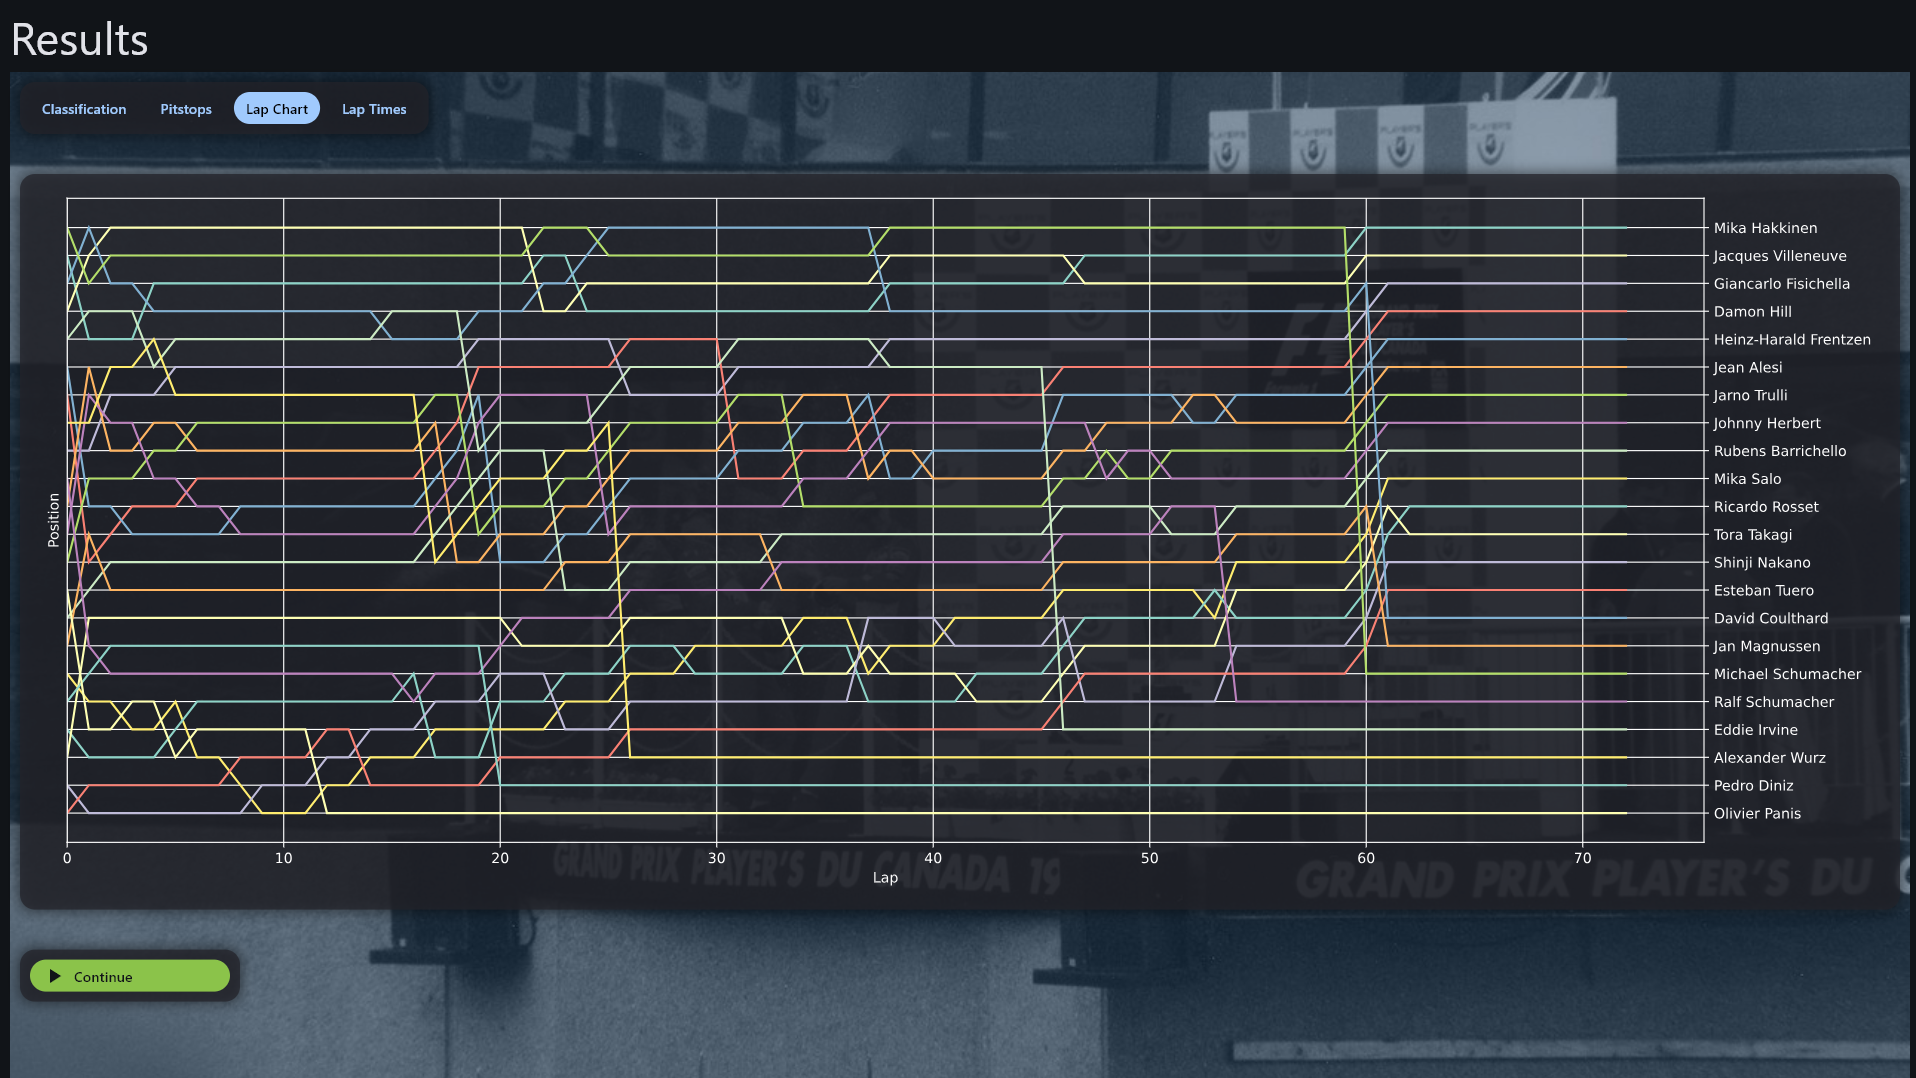 Results
Classification
Pitstops
Lap Chart
Lap Times
PLAYER'S
PLAYER'S
PLAYER'S
Position
Mika Hakkinen
Jacques Villeneuve
Giancarlo Fisichella
Damon Hill
Heinz-Harald Frentzen
Jean Alesi
Jarno Trulli
Johnny Herbert
Rubens Barrichello
Mika Salo
Ricardo Rosset
Tora Takagi
Shinji Nakano
Esteban Tuero
David Coulthard
Jan Magnussen
Michael Schumacher
Ralf Schumacher
Eddie Irvine
Alexander Wurz
Pedro Diniz
Olivier Panis
0 10 20 30 40 50 60 70
Lap
GRAND PRIX PLAYER'S DU CANADA 19
GRAND PRIX PLAYER'S DU
Continue